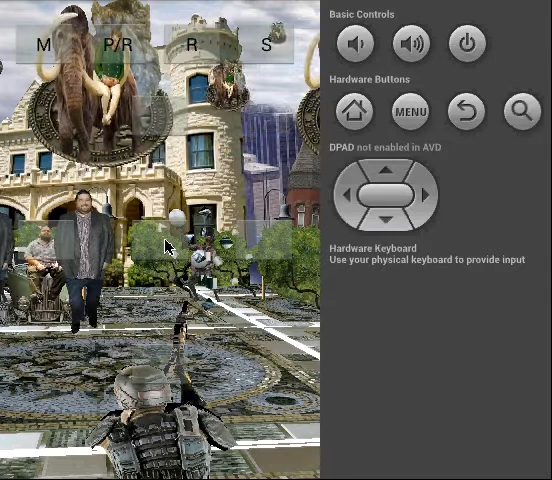 M P/R R S
Basic Controls
Hardware Buttons
MENU
DPAD not enabled in AVD
Hardware Keyboard
Use your physical keyboard to provide input